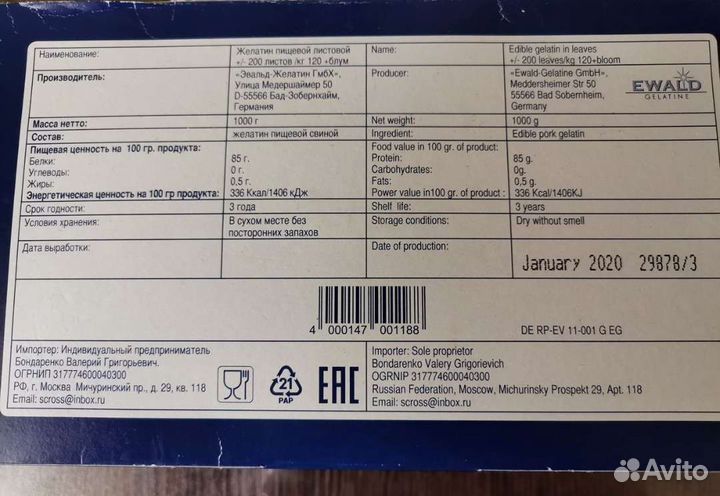 Наименование: Желатин пищевой листовой Name: Edible gelatin in leaves
+/- 200 листов /кг 120 +блум +/- 200 leaves/kg 120+bloom
Производитель: «Эвальд-Желатин ГмбХ», Producer: «Ewald-Gelatine GmbH», EWALD
Улица Медершаймер 50 Meddersheimer Str 50 GELATINE
D-55566 Бад-Зобернхайм, 55566 Bad Sobernheim,
Германия Germany
Масса нетто: 1000 г Net weight: 1000 g
Состав: желатин пищевой свиной Ingredient: Edible pork gelatin
Пищевая ценность на 100 гр. продукта: Food value in 100 gr. of product:
Белки: 85 г. Protein: 85 g.
Углеводы: 0 г. Carbohydrates: 0g.
Жиры: 0,5 г. Fats: 0,5 g.
Энергетическая ценность на 100 гр продукта: 336 Ккал/1406 кДж Power value in100 gr. of product : 336 Kcal/1406KJ
Срок годности: 3 года Shelf life: 3 years
Условия хранения: В сухом месте без Storage conditions: Dry without smell
посторонних запахов
Дата выработки: Date of production:
January 2020 29878/3
4 000147 001188 DE RP-EV 11-001 G EG
Импортер: Индивидуальный предприниматель Importer: Sole proprietor
Бондаренко Валерий Григорьевич. Bondarenko Valery Grigorievich
ОГРНИП 317774600040300 21 EAC OGRNIP 317774600040300
РФ, г. Москва Мичуринский пр., д. 29, кв. 118 PAP Russian Federation, Moscow, Michurinsky Prospekt 29, Apt. 118
Email: scross@inbox.ru Email: scross@inbox.ru
Avito